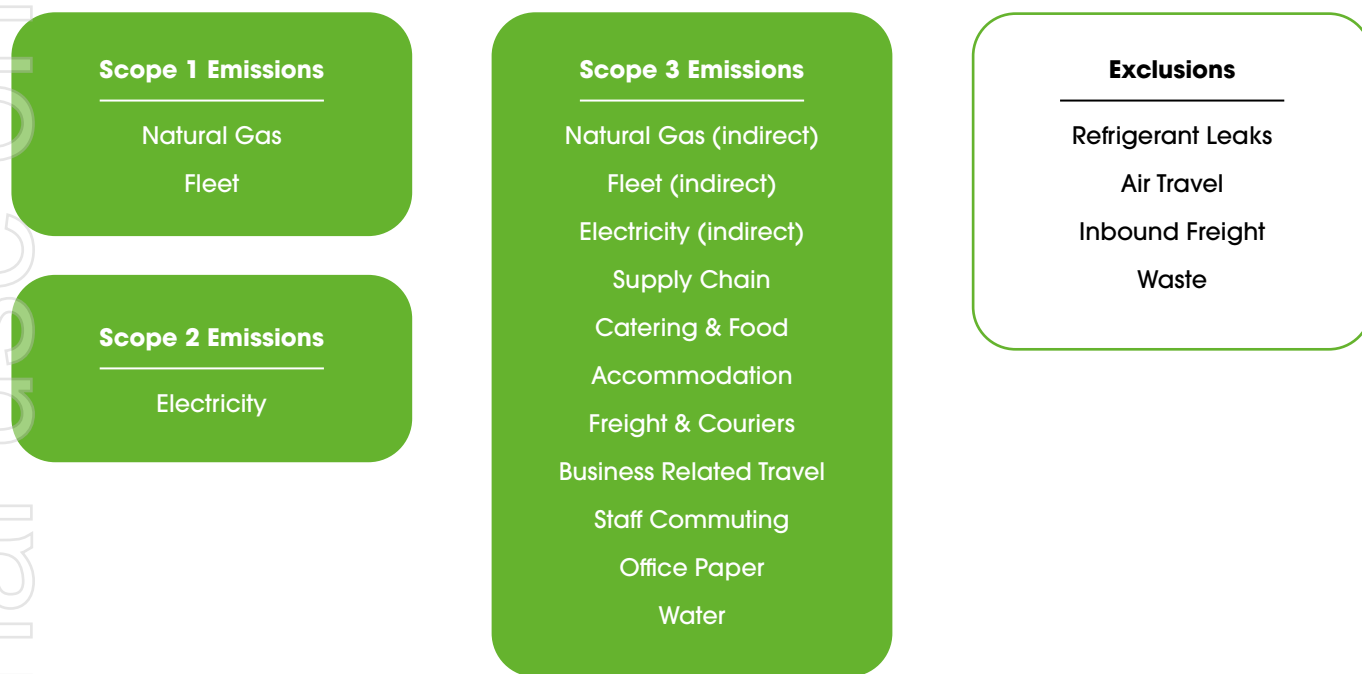 Scope 1 Emissions
Natural Gas
Fleet
Scope 2 Emissions
Electricity
Scope 3 Emissions
Natural Gas (indirect)
Fleet (indirect)
Electricity (indirect)
Supply Chain
Catering & Food
Accommodation
Freight & Couriers
Business Related Travel
Staff Commuting
Office Paper
Water
Exclusions
Refrigerant Leaks
Air Travel
Inbound Freight
Waste